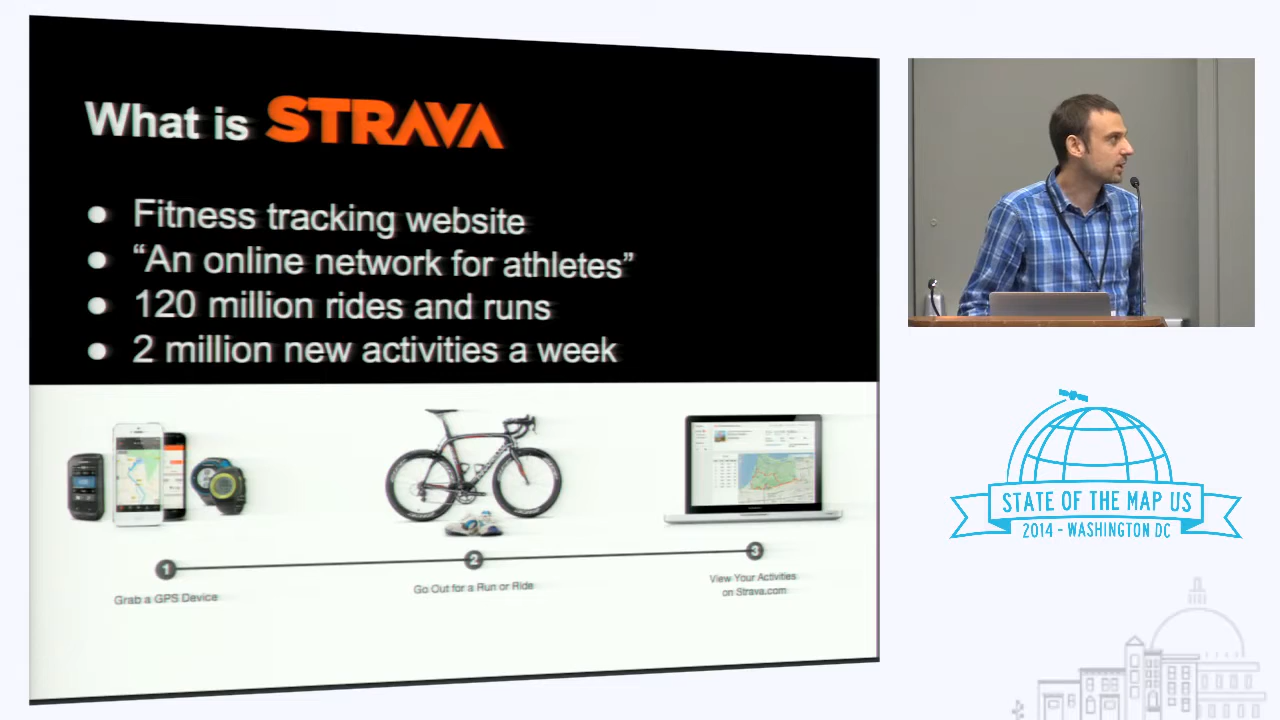 What is STRAVA
● Fitness tracking website
● “An online network for athletes”
● 120 million rides and runs
● 2 million new activities a week
1
2
3
Grab a GPS Device
Go Out for a Run or Ride
View Your Activities
on Strava.com
STATE OF THE MAP US
2014 - WASHINGTON DC